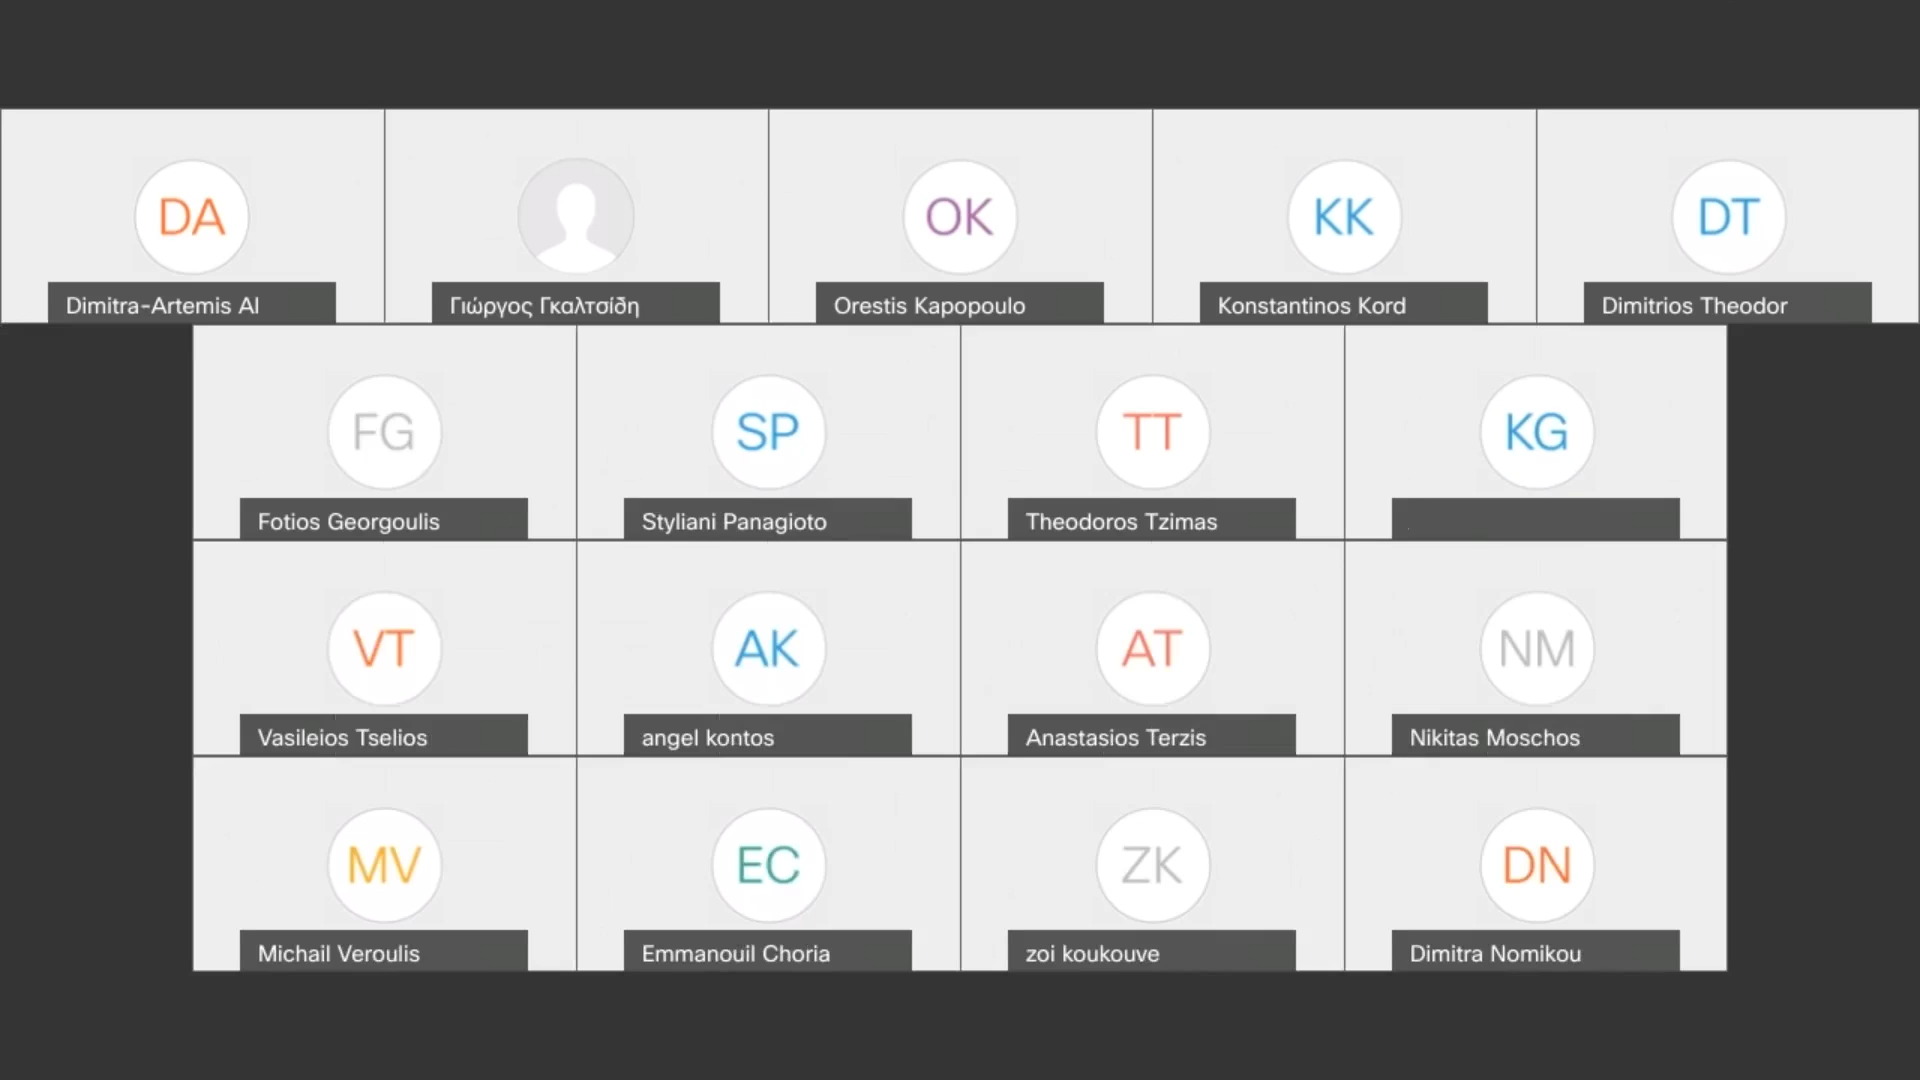 DA
OK
KK
DT
Dimitra-Artemis Al
Γιώργος Γκαλτσίδη
Orestis Kapopoulo
Konstantinos Kord
Dimitrios Theodor
FG
SP
TT
KG
Fotios Georgoulis
Styliani Panagioto
Theodoros Tzimas
VT
AK
AT
NM
Vasileios Tselios
angel kontos
Anastasios Terzis
Nikitas Moschos
MV
EC
ZK
DN
Michail Veroulis
Emmanouil Choria
zoi koukouve
Dimitra Nomikou